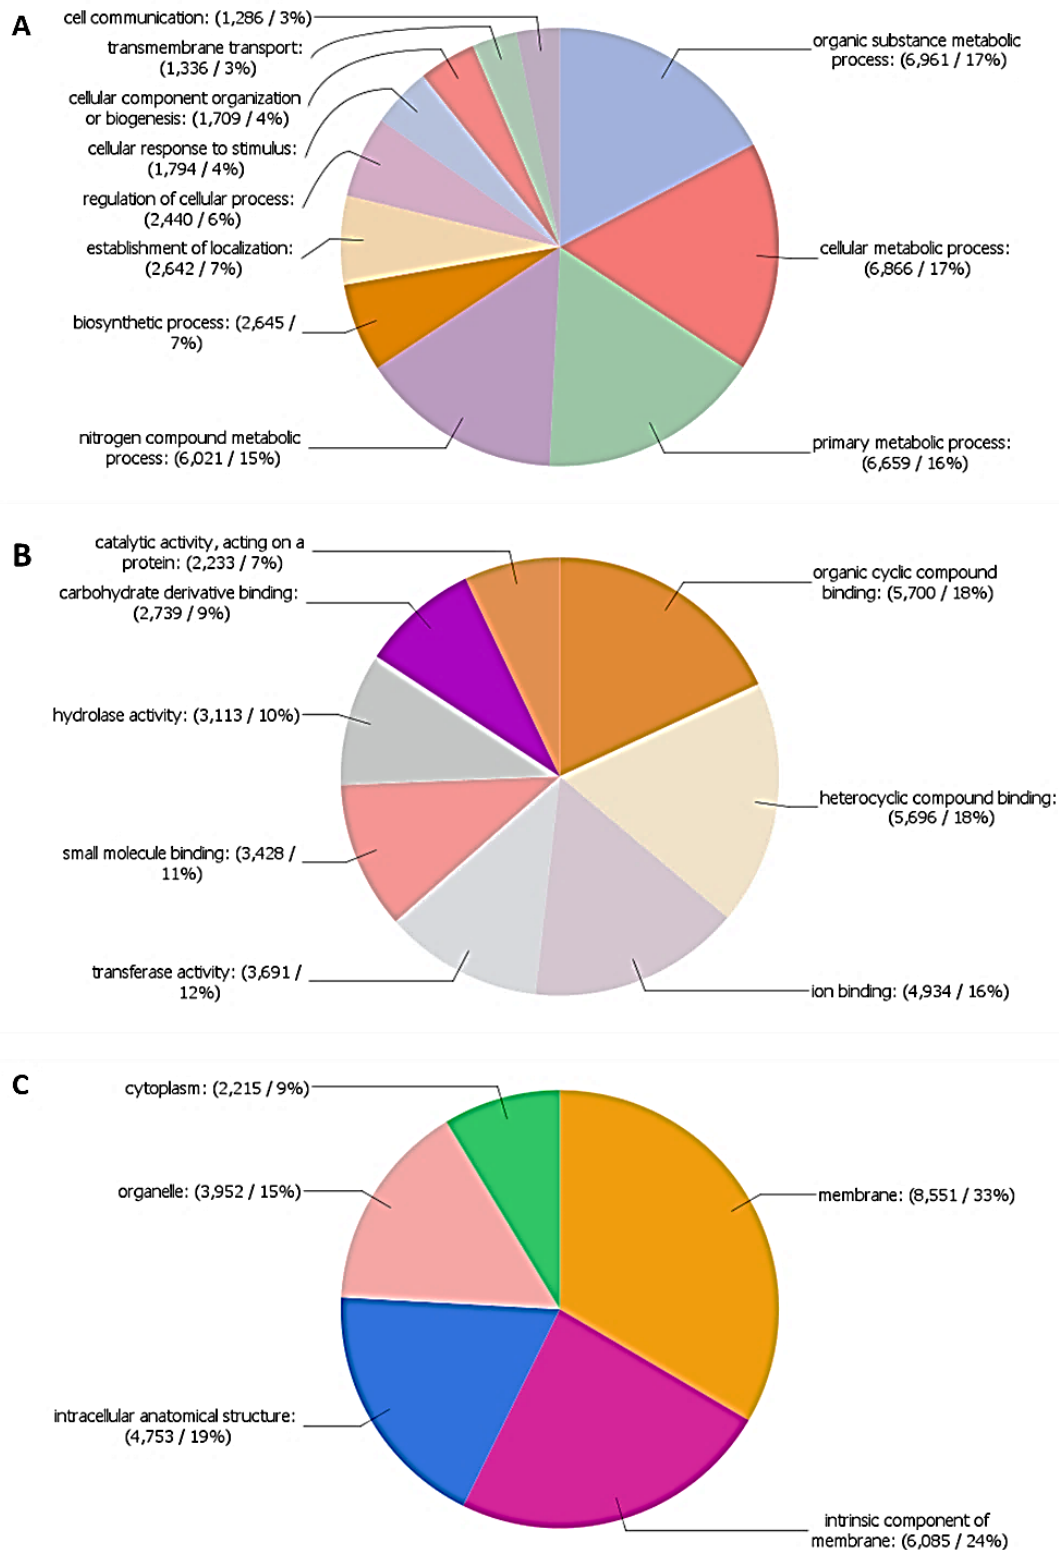 A
cell communication: (1,286 / 3%)
transmembrane transport:
(1,336 / 3%)
cellular component organization
or biogenesis: (1,709 / 4%)
cellular response to stimulus:
(1,794 / 4%)
regulation of cellular process:
(2,440 / 6%)
establishment of localization:
(2,642 / 7%)
biosynthetic process: (2,645 /
7%)
nitrogen compound metabolic
process: (6,021 / 15%)
organic substance metabolic
process: (6,961 / 17%)
cellular metabolic process:
(6,866 / 17%)
primary metabolic process:
(6,659 / 16%)
B
catalytic activity, acting on a
protein: (2,233 / 7%)
carbohydrate derivative binding:
(2,739 / 9%)
hydrolase activity: (3,113 / 10%)
small molecule binding: (3,428 /
11%)
transferase activity: (3,691 /
12%)
organic cyclic compound
binding: (5,700 / 18%)
heterocyclic compound binding:
(5,696 / 18%)
ion binding: (4,934 / 16%)
C
cytoplasm: (2,215 / 9%)
organelle: (3,952 / 15%)
intracellular anatomical structure:
(4,753 / 19%)
membrane: (8,551 / 33%)
intrinsic component of
membrane: (6,085 / 24%)